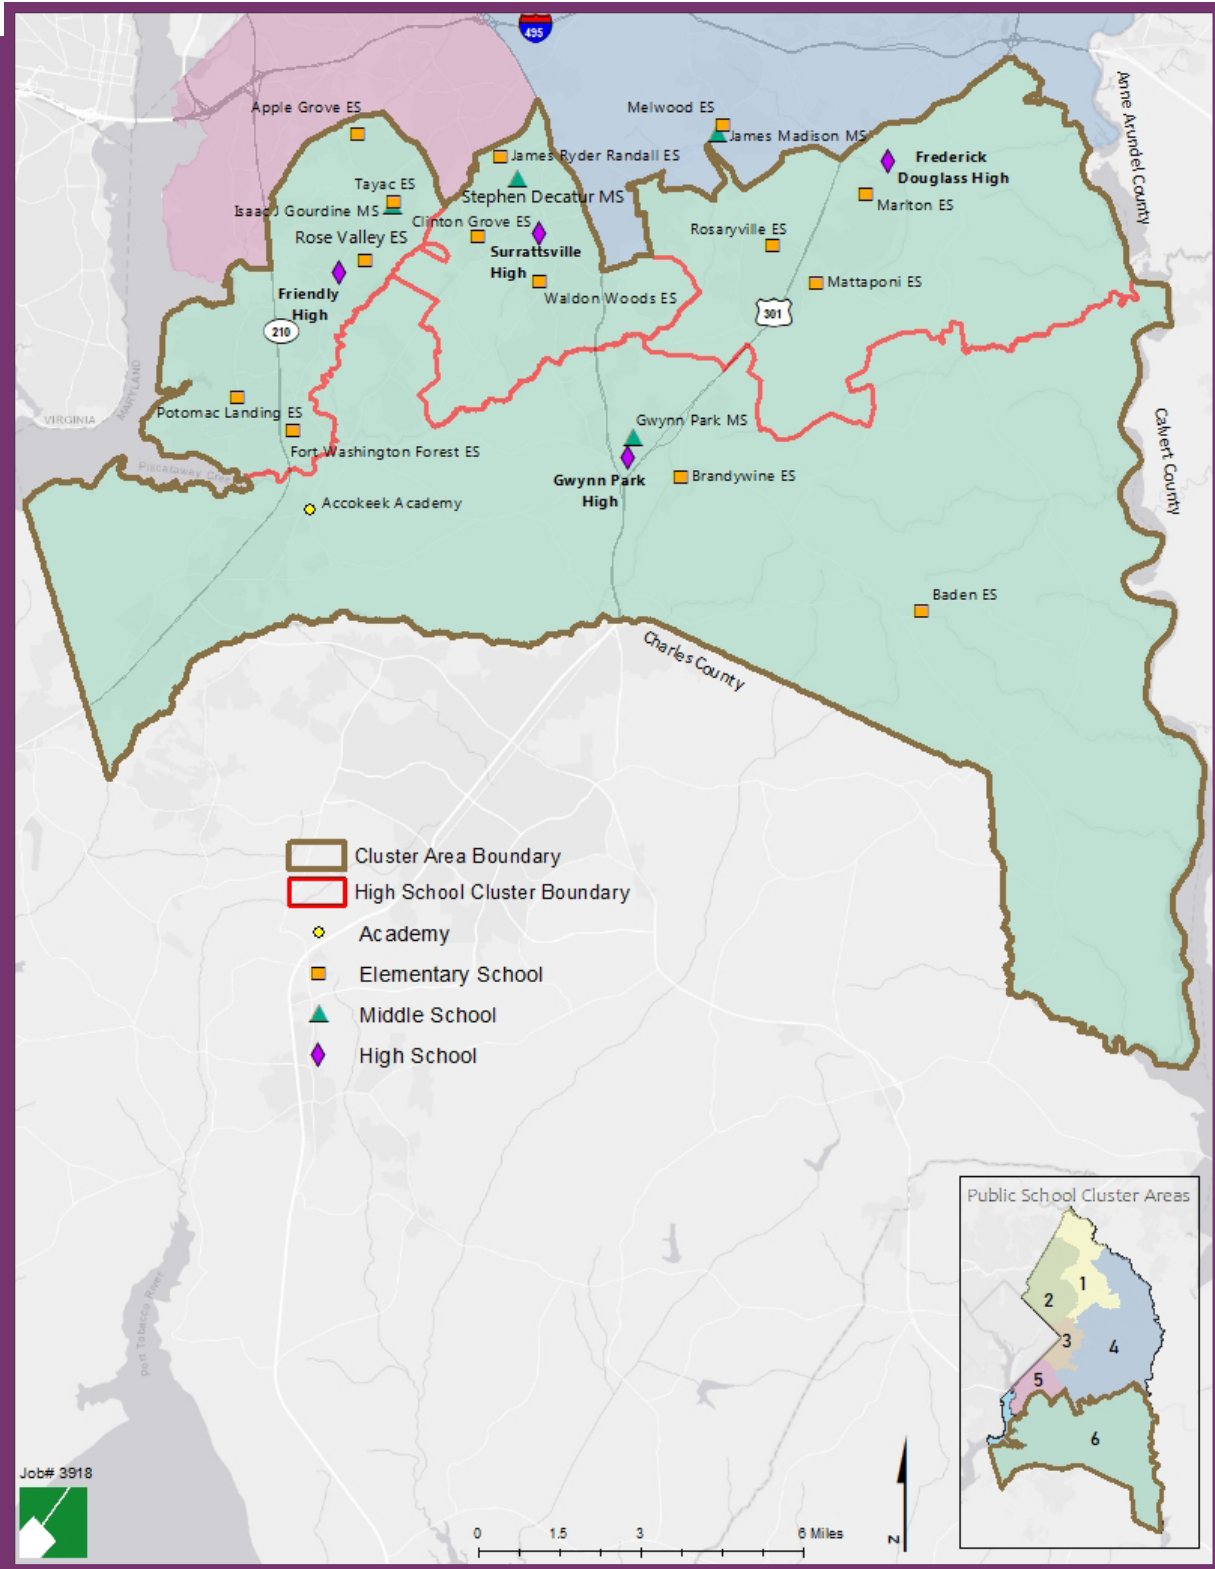 495
Apple Grove ES
Melwood ES
James Madison MS
Anne Arundel County
James Ryder Randall ES
Frederick
Douglass High
Tayac ES
Stephen Decatur MS
Marlton ES
Isaac J Gourdine MS
Clinton Grove ES
Rosaryville ES
Rose Valley ES
Surrattsville
High
Mattaponi ES
Friendly
High
Waldon Woods ES
301
210
MARYLAND
VIRGINIA
Potomac Landing ES
Gwynn Park MS
Calvert County
Fort Washington Forest ES
Piscataway Creek
Gwynn Park
High
Brandywine ES
Accokeek Academy
Baden ES
Charles County
Cluster Area Boundary
High School Cluster Boundary
Academy
Elementary School
Middle School
High School
Public School Cluster Areas
1
2
3
4
5
6
Port Tobacco River
Job# 3918
0 1.5 3 6 Miles
N